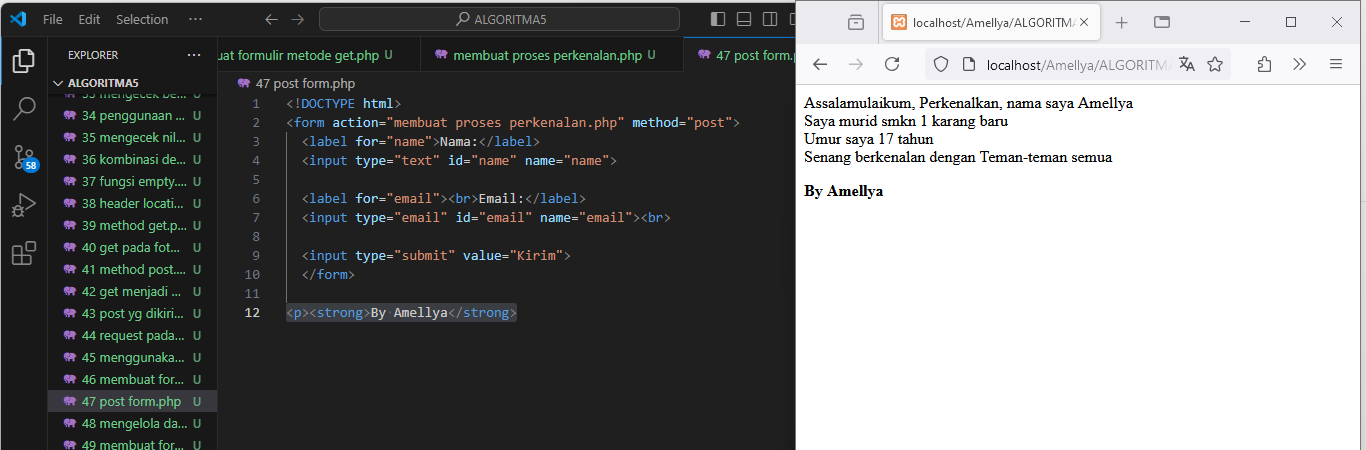 File Edit Selection ··· ALGORITMA5
EXPLORER ···
ALGORITMA5
33 mengecek be...
34 penggunaan ... U
35 mengecek nil... U
36 kombinasi de... U
37 fungsi empty.... U
38 header locati... U
39 method get.p... U
40 get pada fot... U
41 method post.... U
42 get menjadi ... U
43 post yg dikiri... U
44 request pada... U
45 menggunaka... U
46 membuat for... U
47 post form.php U
48 mengelola da... U
49 membuat for... U
58
uat formulir metode get.php U
membuat proses perkenalan.php U
47 post form.p
47 post form.php
1 <!DOCTYPE html>
2 <form action="membuat proses perkenalan.php" method="post">
3 <label for="name">Nama:</label>
4 <input type="text" id="name" name="name">
5
6 <label for="email"><br>Email:</label>
7 <input type="email" id="email" name="email"><br>
8
9 <input type="submit" value="Kirim">
10 </form>
11
12 <p><strong>By Amellya</strong>
localhost/Amellya/ALGORITMA
localhost/Amellya/ALGORITMA
Assalamulaikum, Perkenalkan, nama saya Amellya
Saya murid smkn 1 karang baru
Umur saya 17 tahun
Senang berkenalan dengan Teman-teman semua
By Amellya